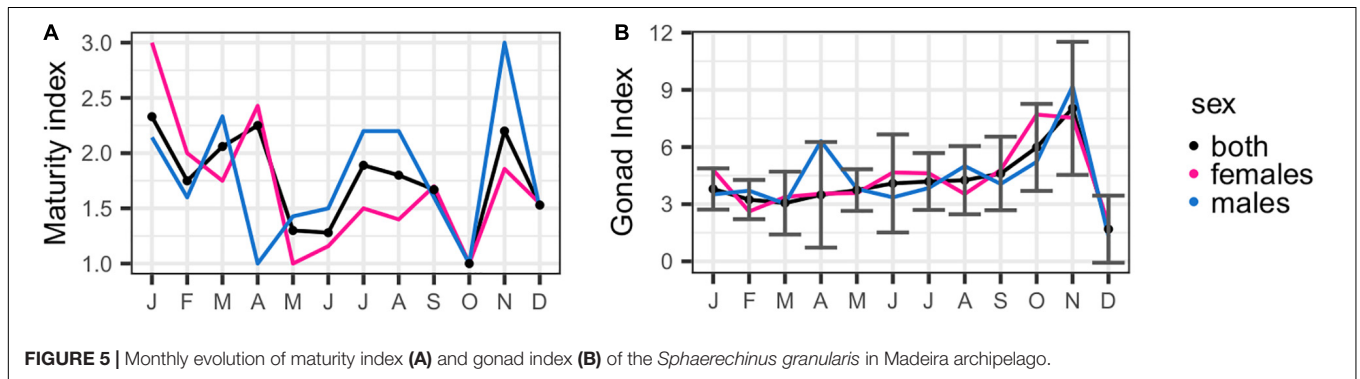 A
B
Maturity index
3.0
2.5
2.0
1.5
1.0
J F M A M J J A S O N D
Gonad Index
12
9
6
3
0
J F M A M J J A S O N D
sex
both
females
males
FIGURE 5 | Monthly evolution of maturity index (A) and gonad index (B) of the Sphaerechinus granularis in Madeira archipelago.